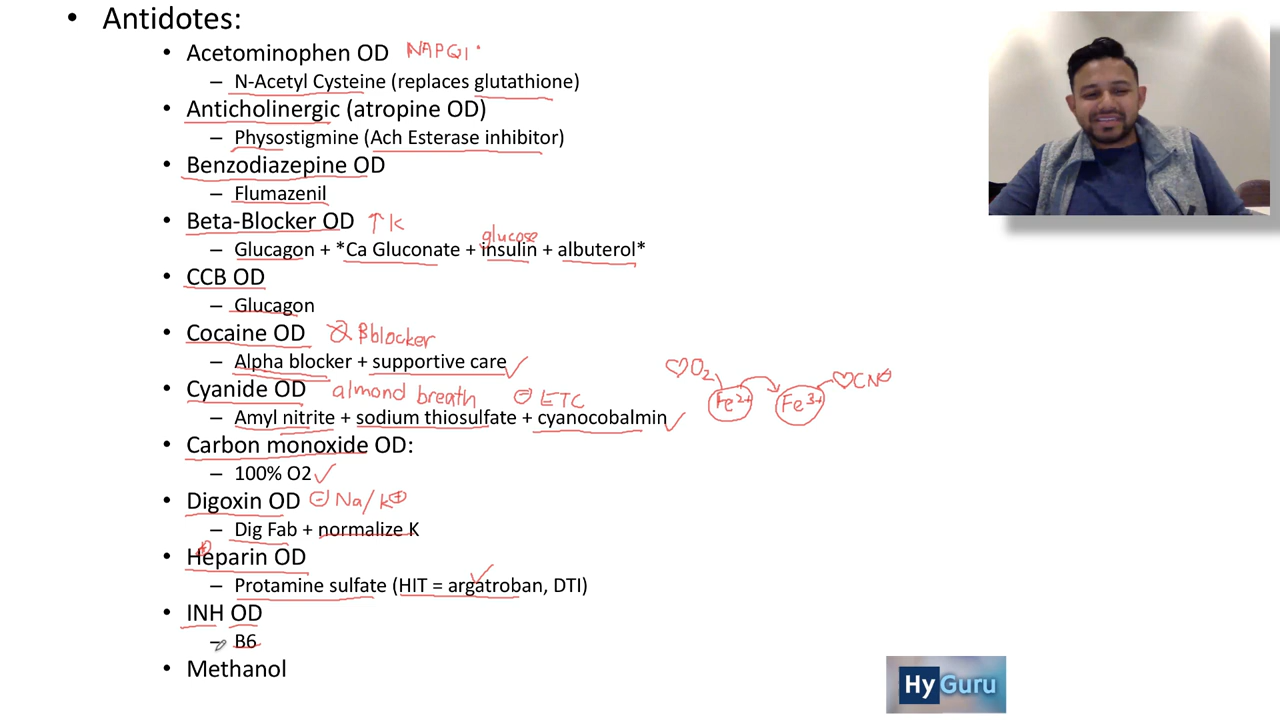 • Antidotes:
• Acetominophen OD NAPQI
– N-Acetyl Cysteine (replaces glutathione)
• Anticholinergic (atropine OD)
– Physostigmine (Ach Esterase inhibitor)
• Benzodiazepine OD
– Flumazenil
• Beta-Blocker OD ↑K
glucose
– Glucagon + *Ca Gluconate + insulin + albuterol*
• CCB OD
– Glucagon
• Cocaine OD β blocker
– Alpha blocker + supportive care
♡O₂ ♡CN⊖
• Cyanide OD almond breath ⊖ ETC
Fe²⁺ Fe³⁺
– Amyl nitrite + sodium thiosulfate + cyanocobalmin
• Carbon monoxide OD:
– 100% O2
• Digoxin OD ⊖ Na/K⊕
– Dig Fab + normalize K
• Heparin OD
– Protamine sulfate (HIT = argatroban, DTI)
• INH OD
– B6
• Methanol
HyGuru